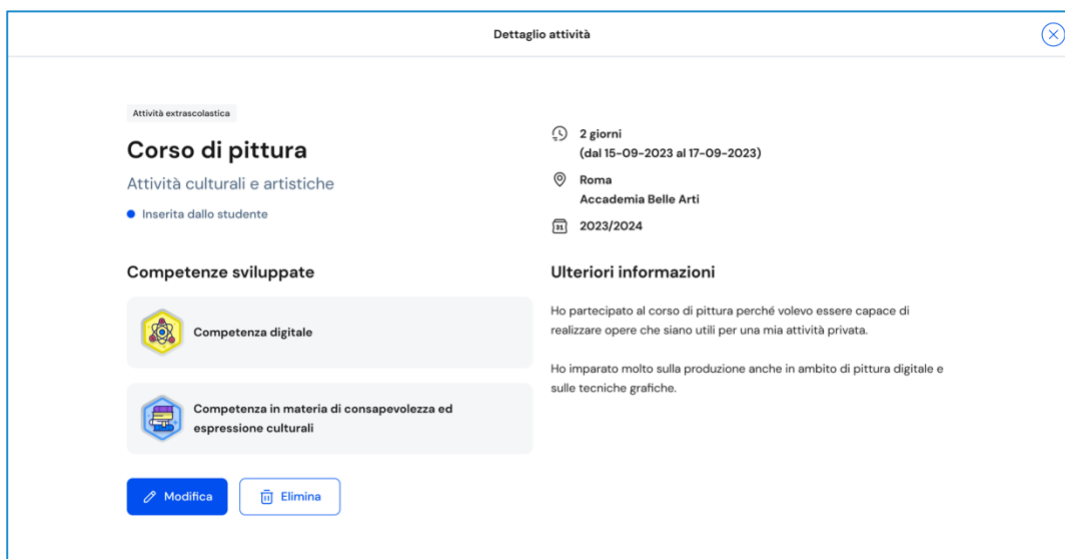 Dettaglio attività
Attività extrascolastica
Corso di pittura
Attività culturali e artistiche
Inserita dallo studente
2 giorni
(dal 15-09-2023 al 17-09-2023)
Roma
Accademia Belle Arti
31
2023/2024
Competenze sviluppate
Competenza digitale
Competenza in materia di consapevolezza ed
espressione culturali
Ulteriori informazioni
Ho partecipato al corso di pittura perché volevo essere capace di
realizzare opere che siano utili per una mia attività privata.
Ho imparato molto sulla produzione anche in ambito di pittura digitale e
sulle tecniche grafiche.
Modifica
Elimina